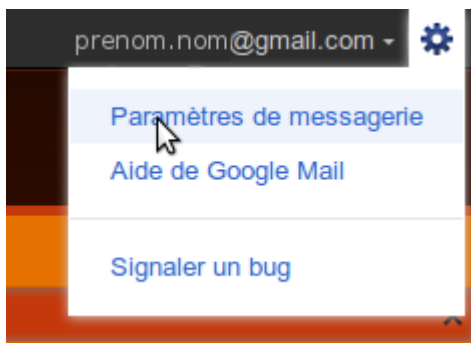 prenom.nom@gmail.com
Paramètres de messagerie
Aide de Google Mail
Signaler un bug